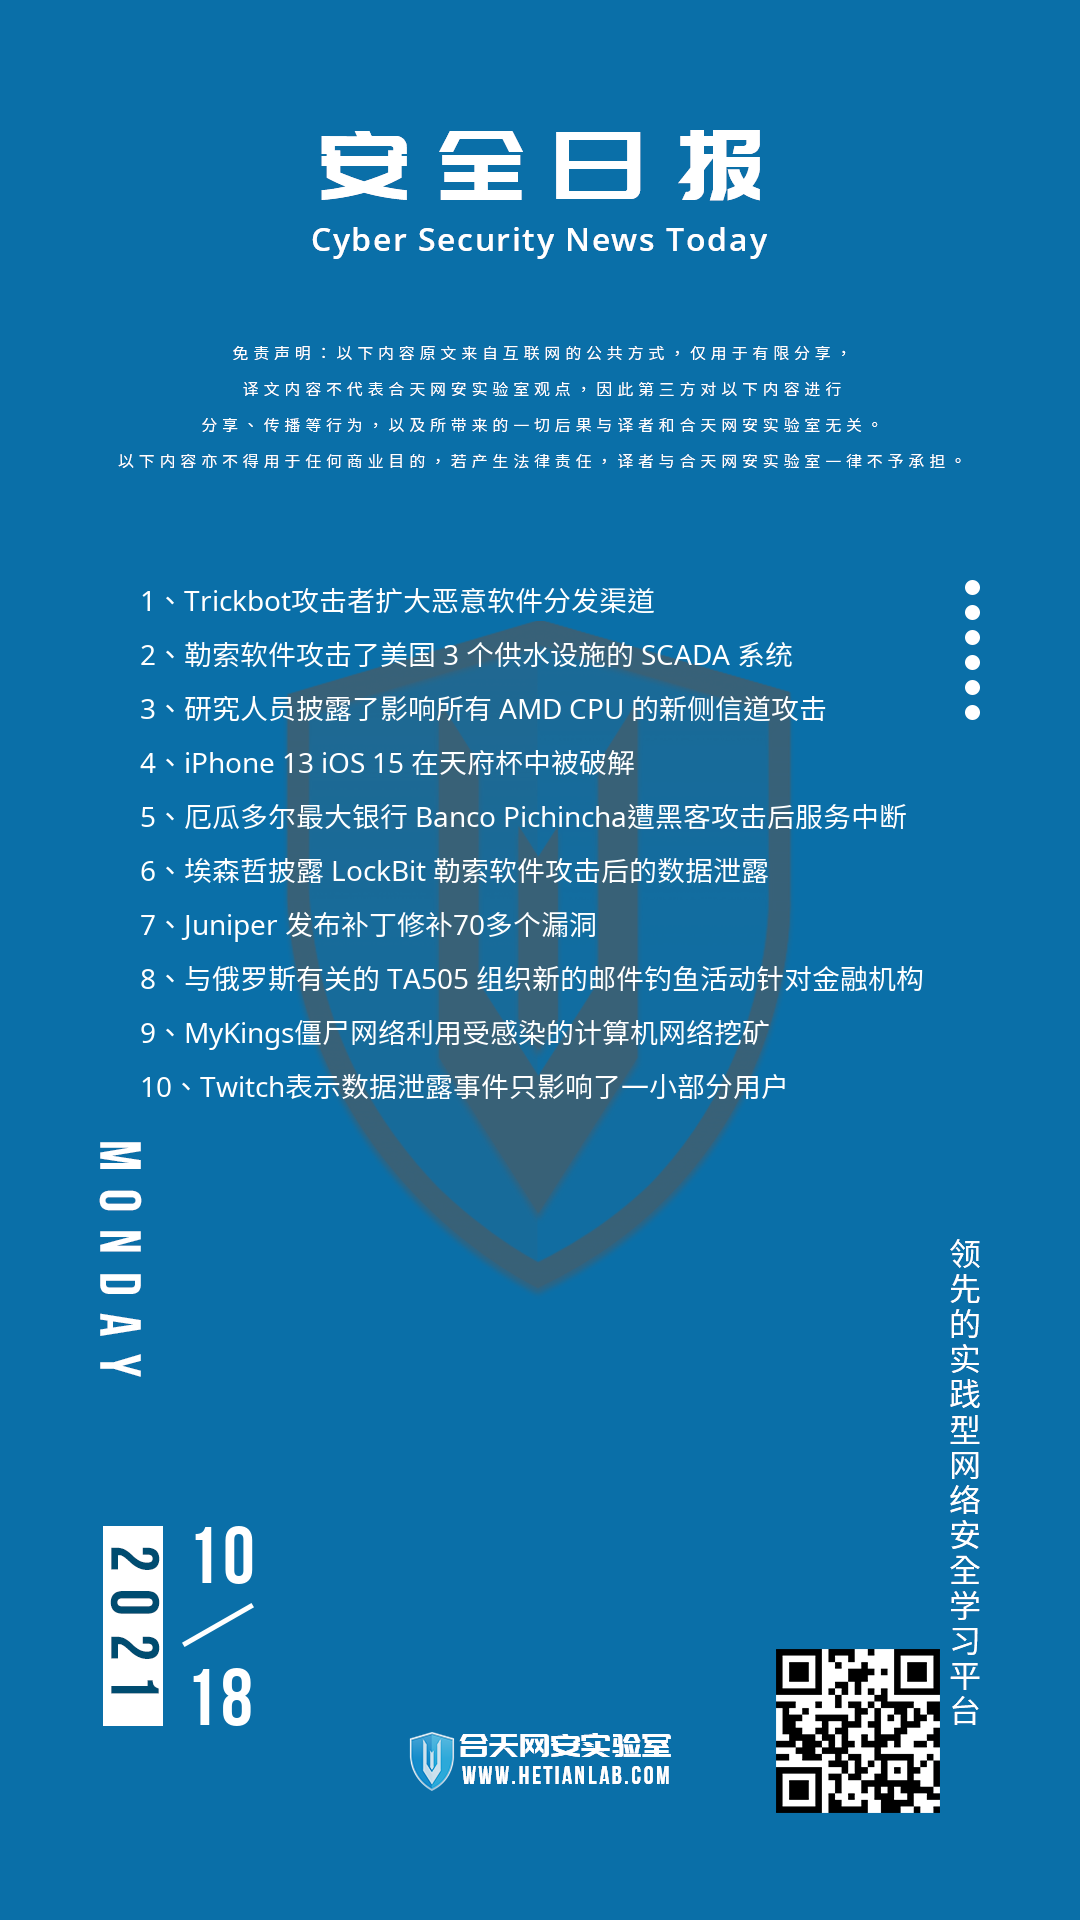 安全日报
Cyber Security News Today
免责声明：以下内容原文来自互联网的公共方式，仅用于有限分享，
译文内容不代表合天网安实验室观点，因此第三方对以下内容进行
分享、传播等行为，以及所带来的一切后果与译者和合天网安实验室无关。
以下内容亦不得用于任何商业目的，若产生法律责任，译者与合天网安实验室一律不予承担。
1、Trickbot攻击者扩大恶意软件分发渠道
2、勒索软件攻击了美国 3 个供水设施的 SCADA 系统
3、研究人员披露了影响所有 AMD CPU 的新侧信道攻击
4、iPhone 13 iOS 15 在天府杯中被破解
5、厄瓜多尔最大银行 Banco Pichincha遭黑客攻击后服务中断
6、埃森哲披露 LockBit 勒索软件攻击后的数据泄露
7、Juniper 发布补丁修补70多个漏洞
8、与俄罗斯有关的 TA505 组织新的邮件钓鱼活动针对金融机构
9、MyKings僵尸网络利用受感染的计算机网络挖矿
10、Twitch表示数据泄露事件只影响了一小部分用户
MONDAY
领先的实践型网络安全学习平台
2021
10
18
合天网安实验室
WWW.HETIANLAB.COM